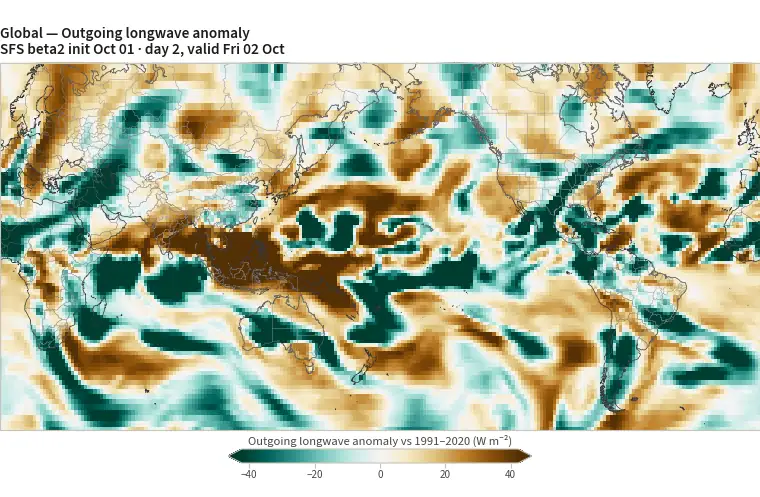 Global — Outgoing longwave anomaly
SFS beta2 init Oct 01 · day 2, valid Fri 02 Oct
Outgoing longwave anomaly vs 1991–2020 (W m⁻²)
−40 −20 0 20 40